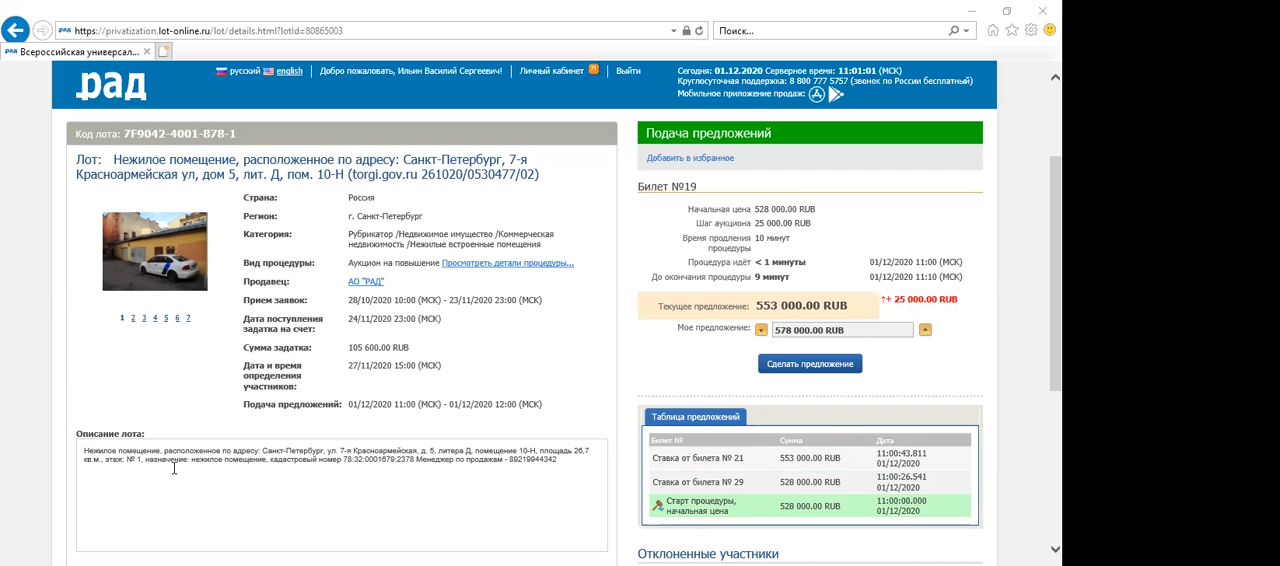 https://privatization.lot-online.ru/lot/details.html?lotId=80865003
Поиск...
рад Всероссийская универсал...
.рад
русский english Добро пожаловать, Ильин Василий Сергеевич! Личный кабинет Выйти
Сегодня: 01.12.2020 Серверное время: 11:01:01 (МСК)
Круглосуточная поддержка: 8 800 777 5757 (звонок по России бесплатный)
Мобильное приложение продаж:
Код лота: 7F9042-4001-878-1
Лот: Нежилое помещение, расположенное по адресу: Санкт-Петербург, 7-я
Красноармейская ул, дом 5, лит. Д, пом. 10-Н (torgi.gov.ru 261020/0530477/02)
Страна: Россия
Регион: г. Санкт-Петербург
Категория: Рубрикатор /Недвижимое имущество /Коммерческая
недвижимость /Нежилые встроенные помещения
Вид процедуры: Аукцион на повышение Просмотреть детали процедуры...
Продавец: АО "РАД"
Прием заявок: 28/10/2020 10:00 (МСК) - 23/11/2020 23:00 (МСК)
Дата поступления
задатка на счет: 24/11/2020 23:00 (МСК)
Сумма задатка: 105 600.00 RUB
Дата и время
определения
участников: 27/11/2020 15:00 (МСК)
Подача предложений: 01/12/2020 11:00 (МСК) - 01/12/2020 12:00 (МСК)
1 2 3 4 5 6 7
Описание лота:
Нежилое помещение, расположенное по адресу: Санкт-Петербург, ул. 7-я Красноармейская, д. 5, литера Д, помещение 10-Н, площадь 26,7
кв.м., этаж: № 1, назначение: нежилое помещение, кадастровый номер 78:32:0001679:2378 Менеджер по продажам - 89219944342
Подача предложений
Добавить в избранное
Билет №19
Начальная цена 528 000.00 RUB
Шаг аукциона 25 000.00 RUB
Время продления
процедуры 10 минут
Процедура идёт < 1 минуты 01/12/2020 11:00 (МСК)
До окончания процедуры 9 минут 01/12/2020 11:10 (МСК)
Текущее предложение: 553 000.00 RUB ↑+ 25 000.00 RUB
Мое предложение: 578 000.00 RUB
Сделать предложение
Таблица предложений
Билет № Сумма Дата
Ставка от билета № 21 553 000.00 RUB 11:00:43.811
01/12/2020
Ставка от билета № 29 528 000.00 RUB 11:00:26.541
01/12/2020
Старт процедуры,
начальная цена 528 000.00 RUB 11:00:00.000
01/12/2020
Отклоненные участники